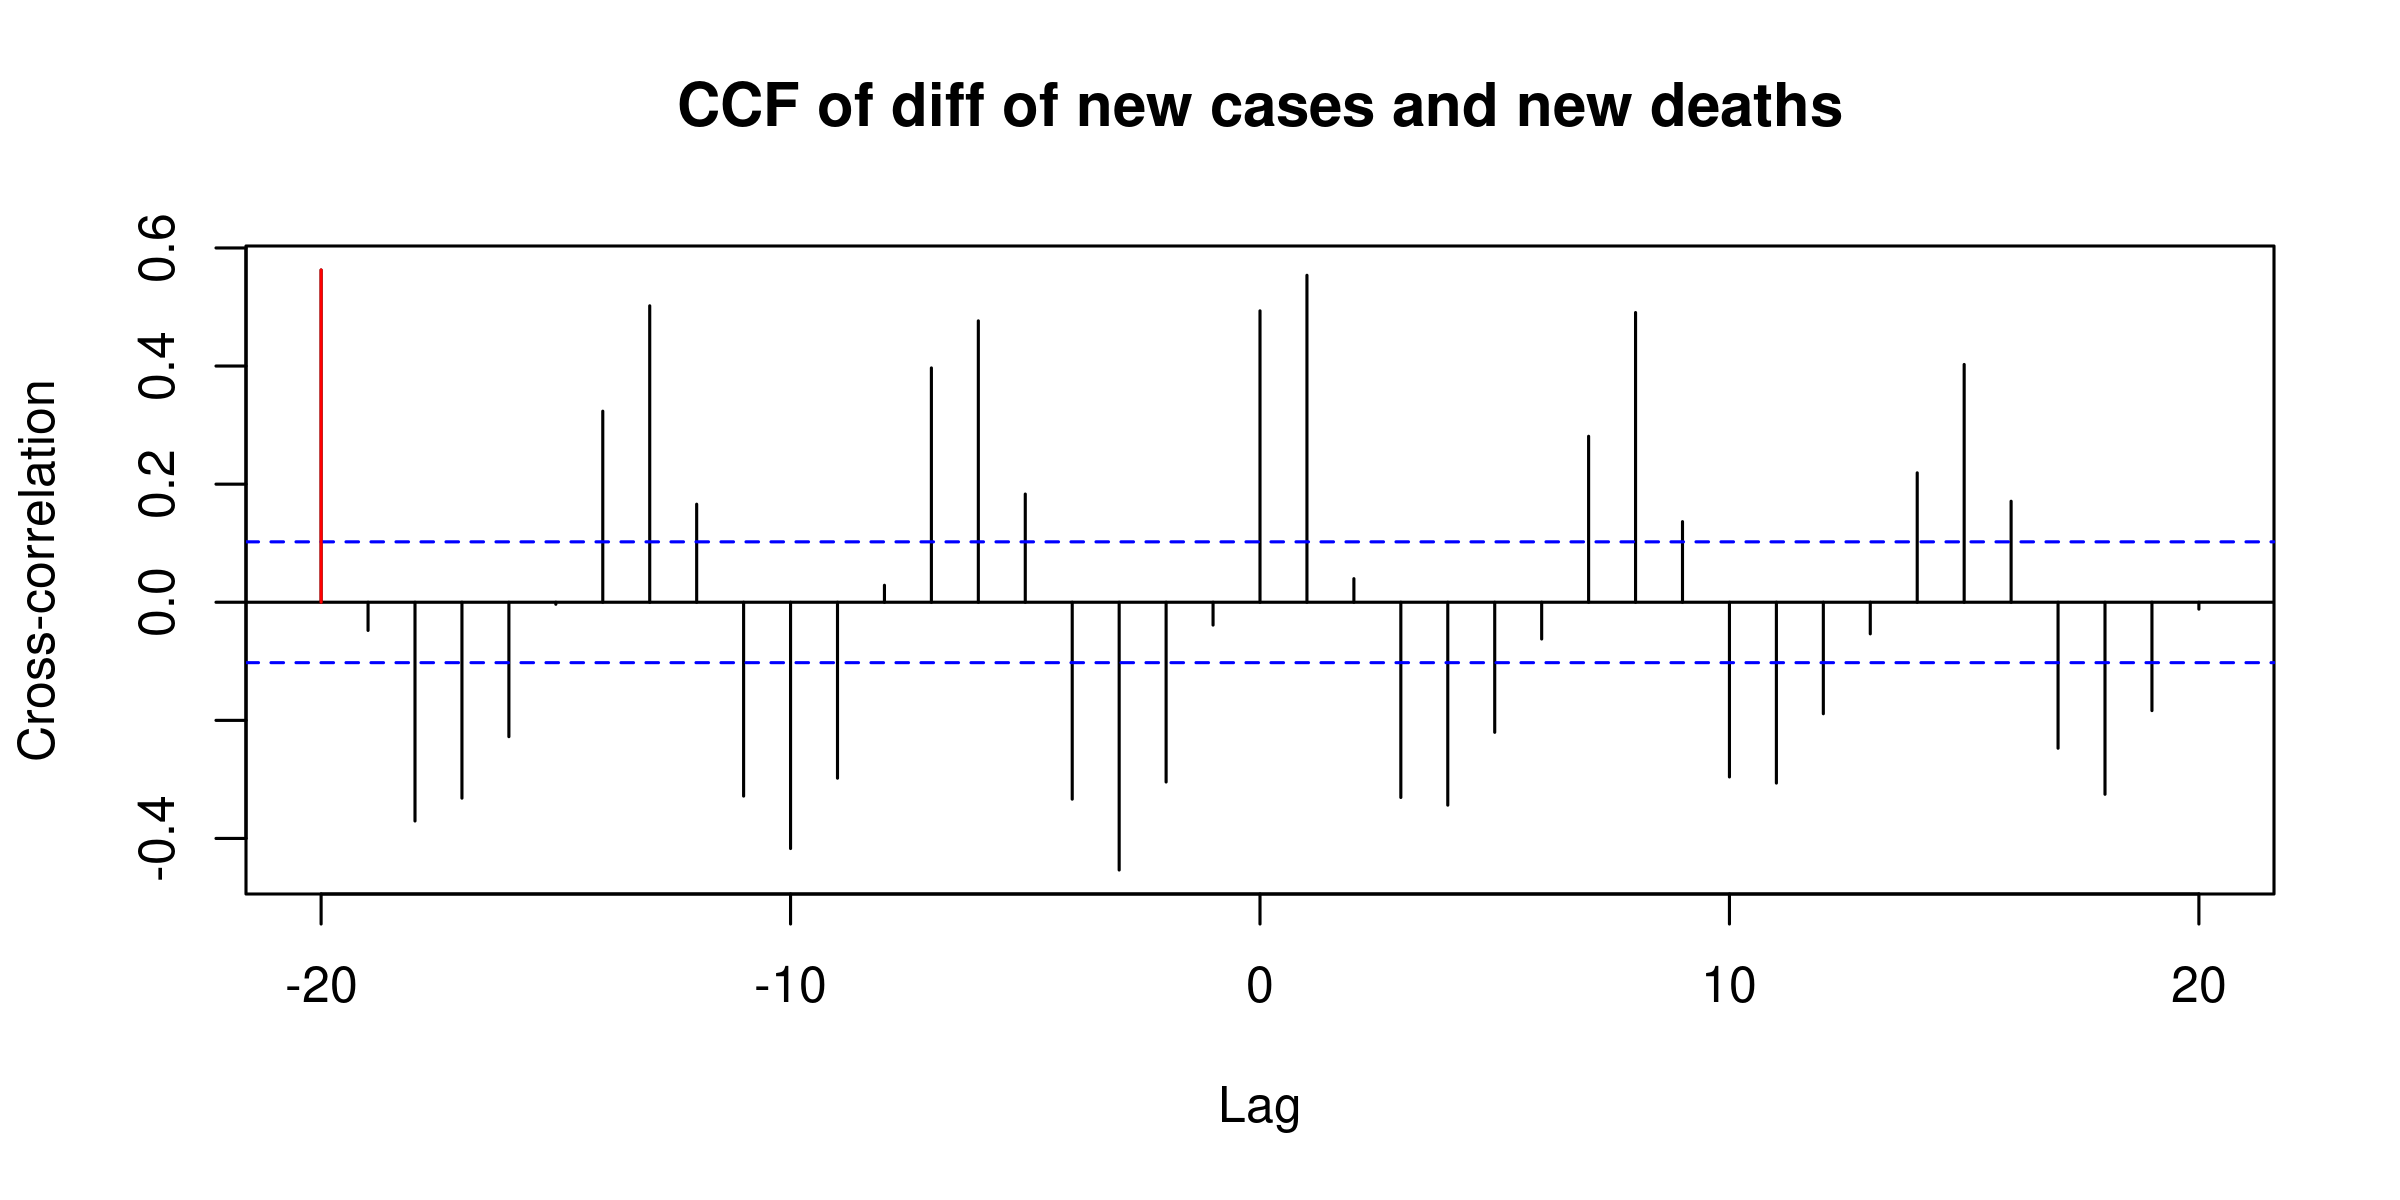 CCF of diff of new cases and new deaths
Cross-correlation
0.6
0.4
0.2
0.0
-0.4
-20 -10 0 10 20
Lag